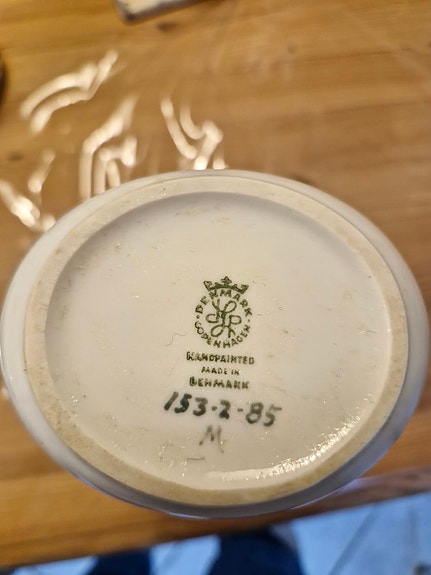 DENMARK
COPENHAGEN
HANDPAINTED
MADE IN
DENMARK
153-2-85
M